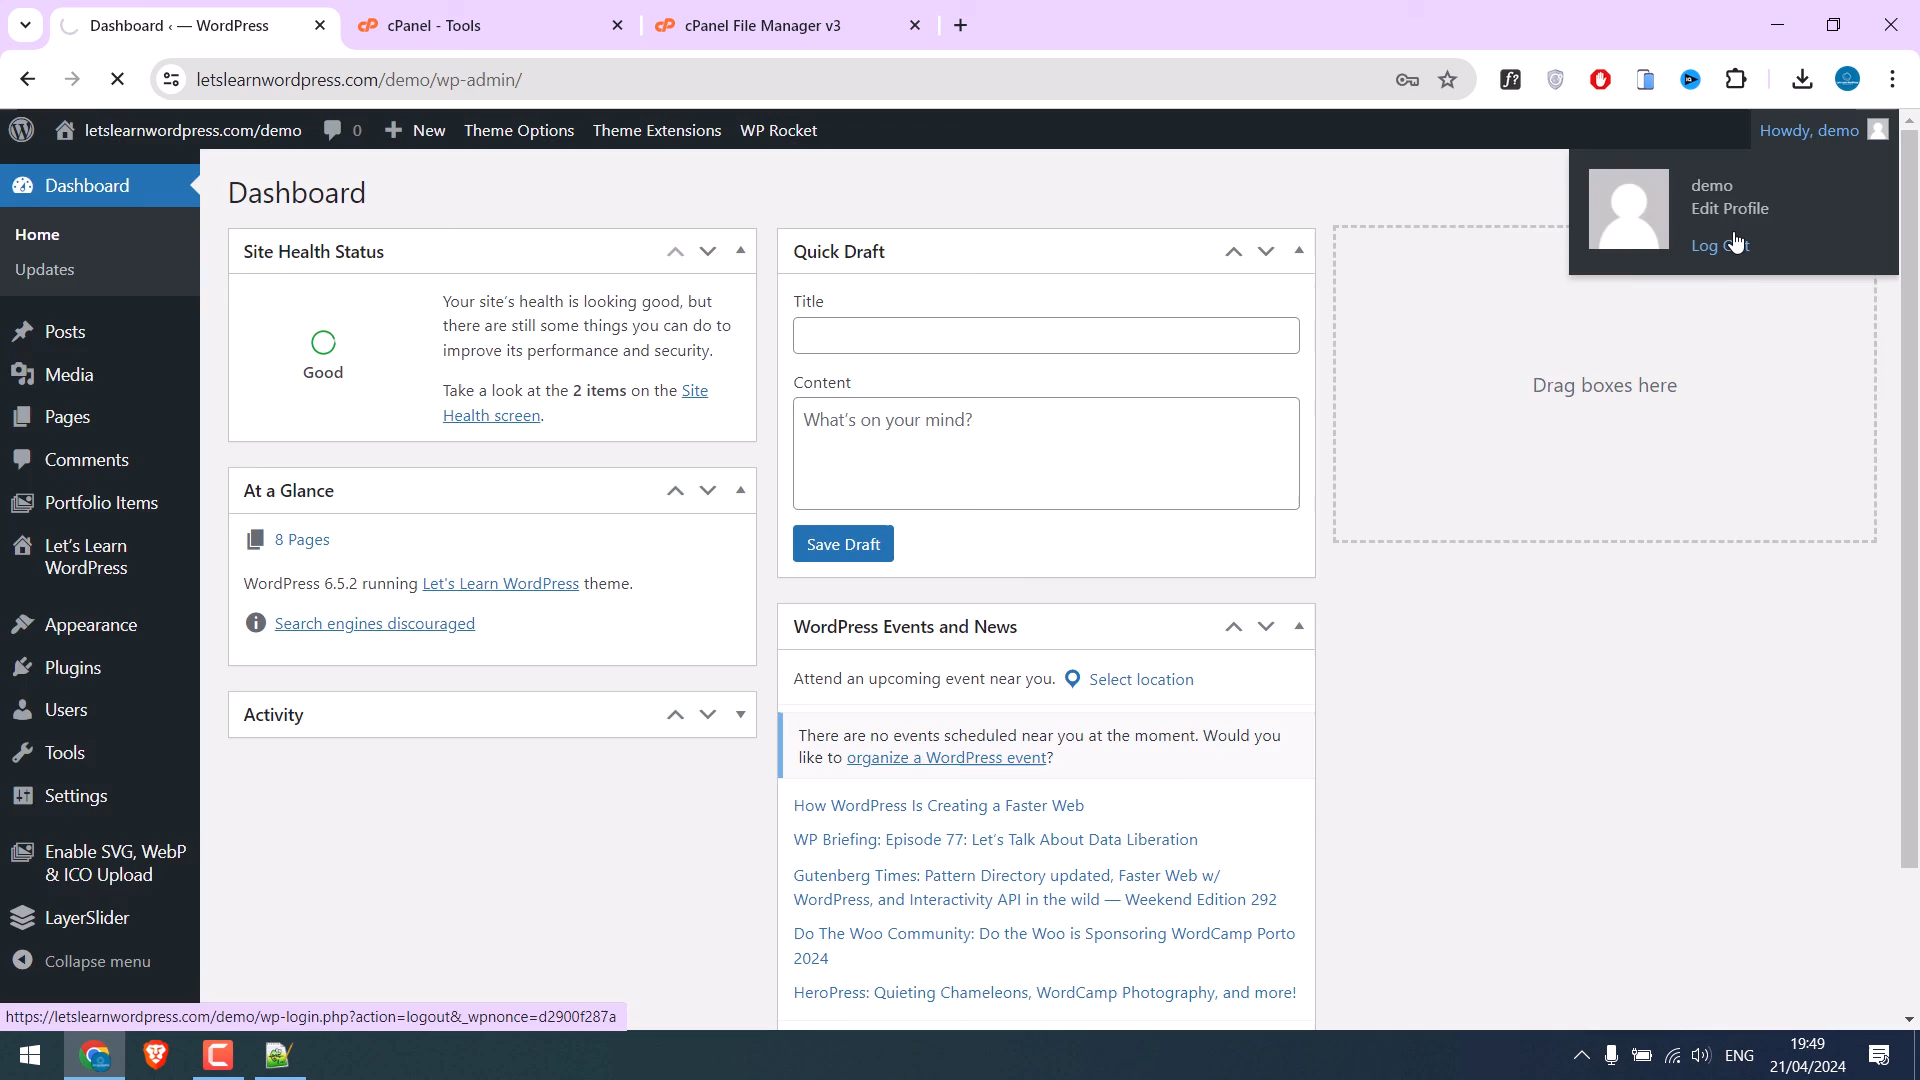 Dashboard ‹ — WordPress
cPanel - Tools
cPanel File Manager v3
letslearnwordpress.com/demo/wp-admin/
letslearnwordpress.com/demo
0
New
Theme Options
Theme Extensions
WP Rocket
Howdy, demo
demo
Edit Profile
Log
Dashboard
Home
Updates
Posts
Media
Pages
Comments
Portfolio Items
Let's Learn
WordPress
Appearance
Plugins
Users
Tools
Settings
Enable SVG, WebP
& ICO Upload
LayerSlider
Collapse menu
Dashboard
Site Health Status
Good
Your site's health is looking good, but
there are still some things you can do to
improve its performance and security.
Take a look at the 2 items on the Site
Health screen.
At a Glance
8 Pages
WordPress 6.5.2 running Let's Learn WordPress theme.
Search engines discouraged
Activity
Quick Draft
Title
Content
What's on your mind?
Save Draft
WordPress Events and News
Attend an upcoming event near you. Select location
There are no events scheduled near you at the moment. Would you
like to organize a WordPress event?
How WordPress Is Creating a Faster Web
WP Briefing: Episode 77: Let's Talk About Data Liberation
Gutenberg Times: Pattern Directory updated, Faster Web w/
WordPress, and Interactivity API in the wild — Weekend Edition 292
Do The Woo Community: Do the Woo is Sponsoring WordCamp Porto
2024
HeroPress: Quieting Chameleons, WordCamp Photography, and more!
Drag boxes here
https://letslearnwordpress.com/demo/wp-login.php?action=logout&_wpnonce=d2900f287a
ENG
19:49
21/04/2024